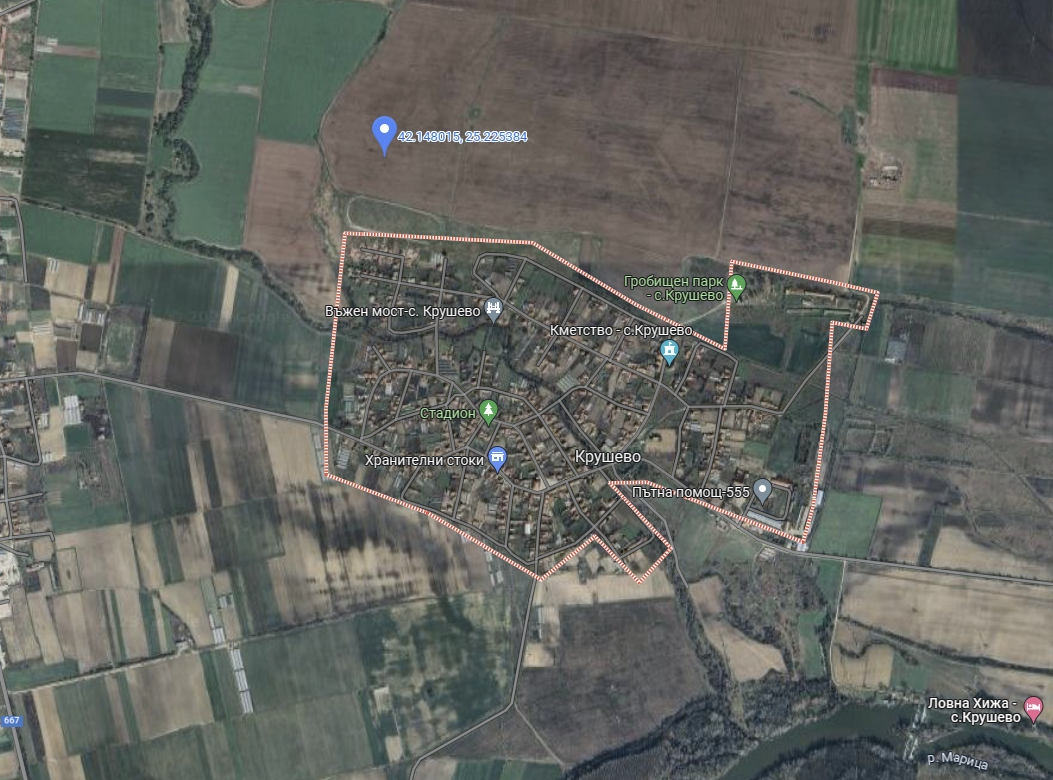 42.148015, 25.225384
Гробищен парк
- с.Крушево
Въжен мост-с. Крушево
Кметство - с.Крушево
Стадион
Хранителни стоки
Крушево
Пътна помощ-555
Ловна Хижа -
с.Крушево
667
р. Марица